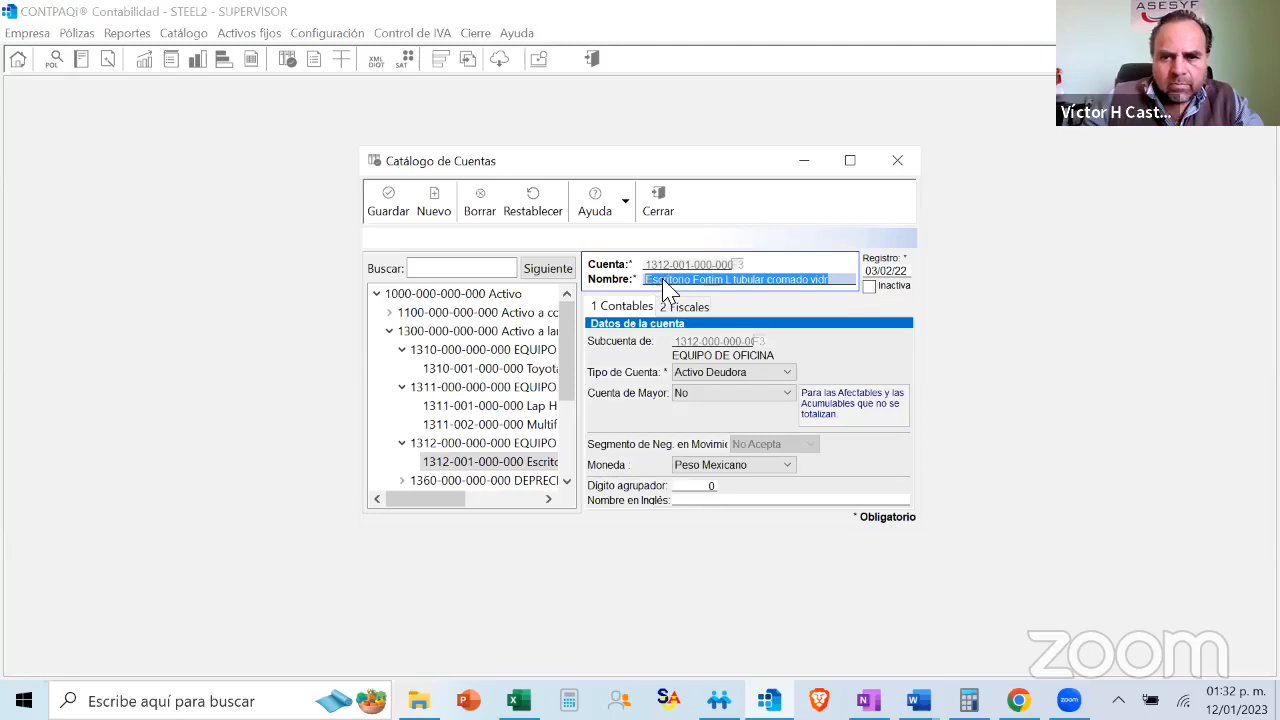 CONTPAQi® Contabilidad - STEEL2 - SUPERVISOR
Empresa Pólizas Reportes Catálogo Activos fijos Configuración Control de IVA Cierre Ayuda
POL XML DIOT SAT
ASESYF
Víctor H Cast...
Catálogo de Cuentas
Guardar Nuevo Borrar Restablecer Ayuda Cerrar
Buscar: Siguiente
1000-000-000-000 Activo
1100-000-000-000 Activo a co
1300-000-000-000 Activo a lar
1310-000-000-000 EQUIPO
1310-001-000-000 Toyota
1311-000-000-000 EQUIPO
1311-001-000-000 Lap H
1311-002-000-000 Multif
1312-000-000-000 EQUIPO
1312-001-000-000 Escrito
1360-000-000-000 DEPREC
Cuenta:* 1312-001-000-000 F3
Nombre:* Escritorio Fortim L tubular cromado vidr
Registro: *
03/02/22
Inactiva
1 Contables 2 Fiscales
Datos de la cuenta
Subcuenta de: 1312-000-000-0 F3
EQUIPO DE OFICINA
Tipo de Cuenta: * Activo Deudora
Cuenta de Mayor: No
Para las Afectables y las
Acumulables que no se
totalizan.
Segmento de Neg. en Movimie No Acepta
Moneda : Peso Mexicano
Dígito agrupador: 0
Nombre en Inglés:
* Obligatorio
zoom
Escribe aquí para buscar
zoom
01:32 p. m.
12/01/2023